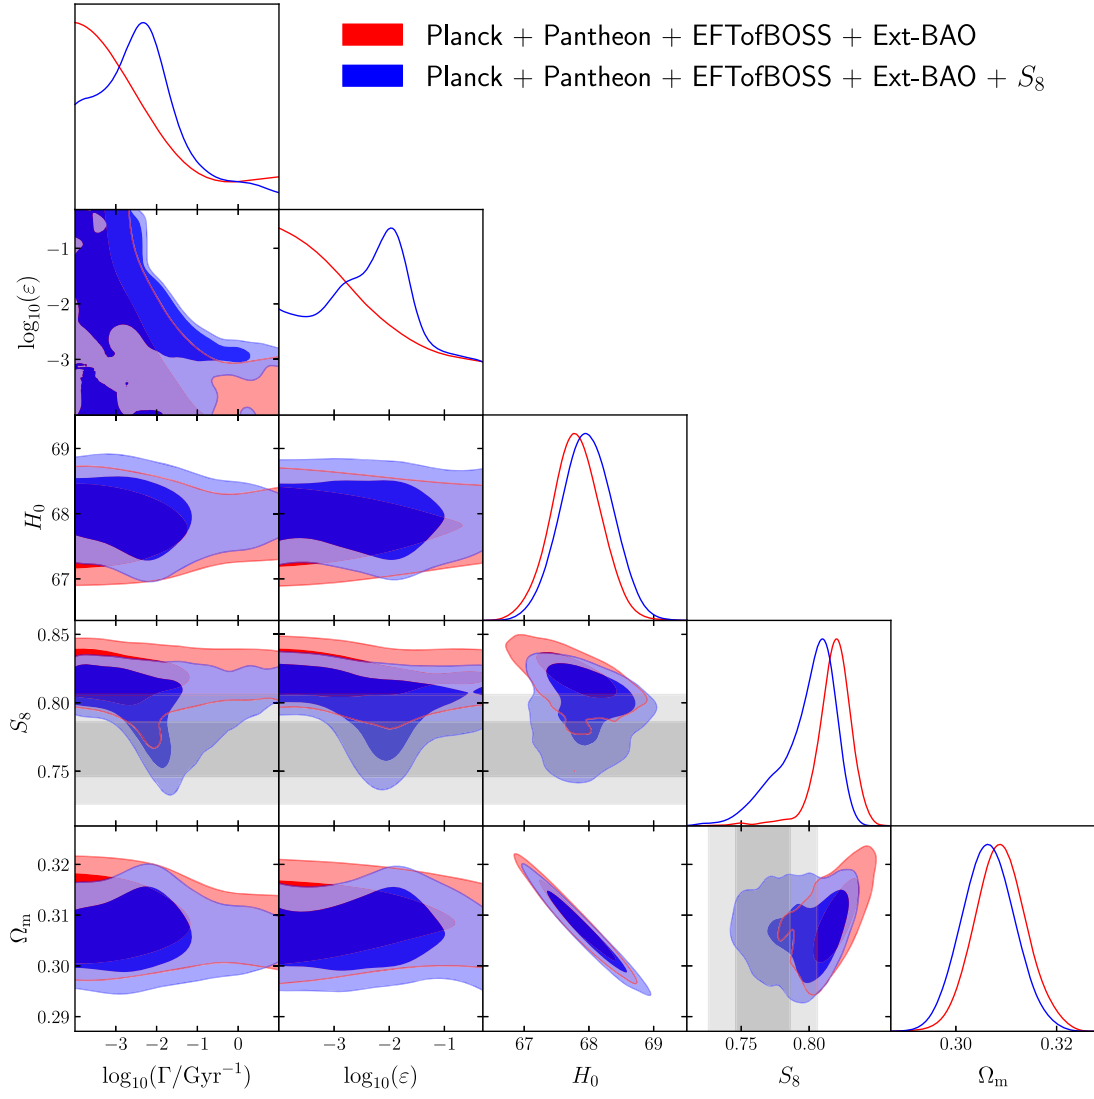 Planck + Pantheon + EFTofBOSS + Ext-BAO
Planck + Pantheon + EFTofBOSS + Ext-BAO + S₈
log₁₀(ε)
−1
−2
−3
H₀
69
68
67
S₈
0.85
0.80
0.75
Ωₘ
0.32
0.31
0.30
0.29
−3 −2 −1 0
log₁₀(Γ/Gyr⁻¹)
−3 −2 −1
log₁₀(ε)
67 68 69
H₀
0.75 0.80
S₈
0.30 0.32
Ωₘ